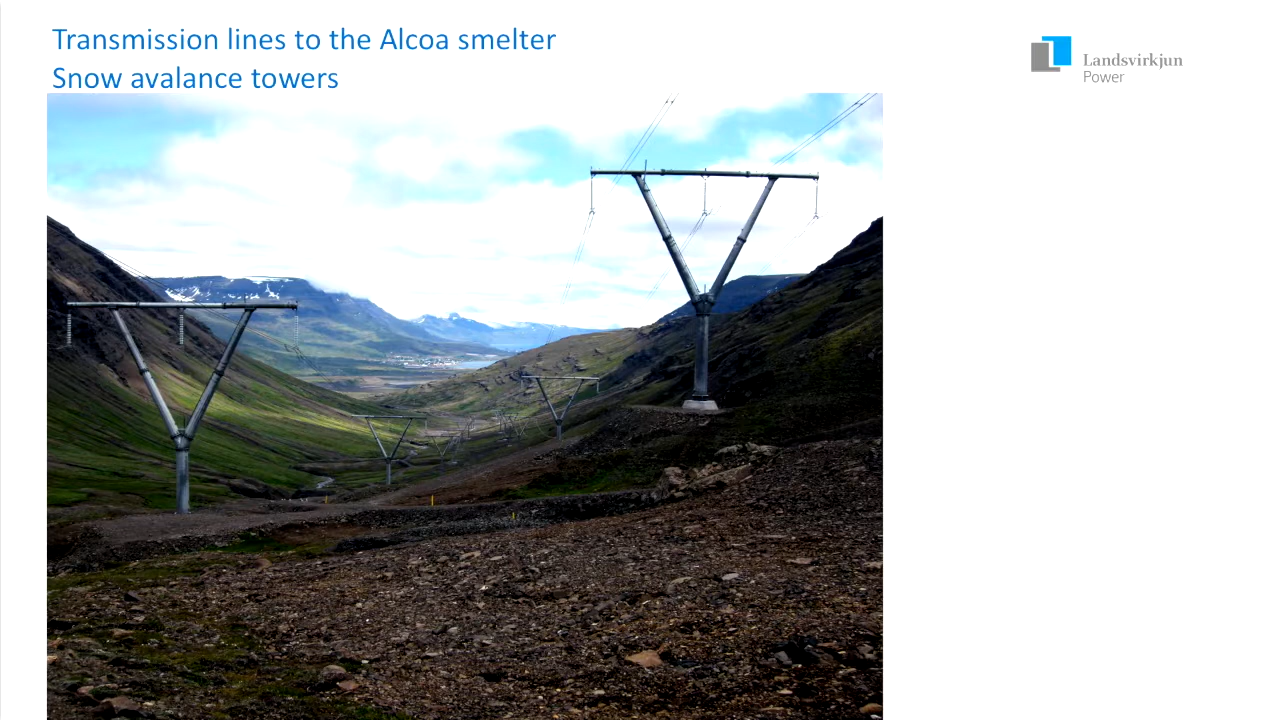 Transmission lines to the Alcoa smelter
Snow avalance towers
Landsvirkjun
Power